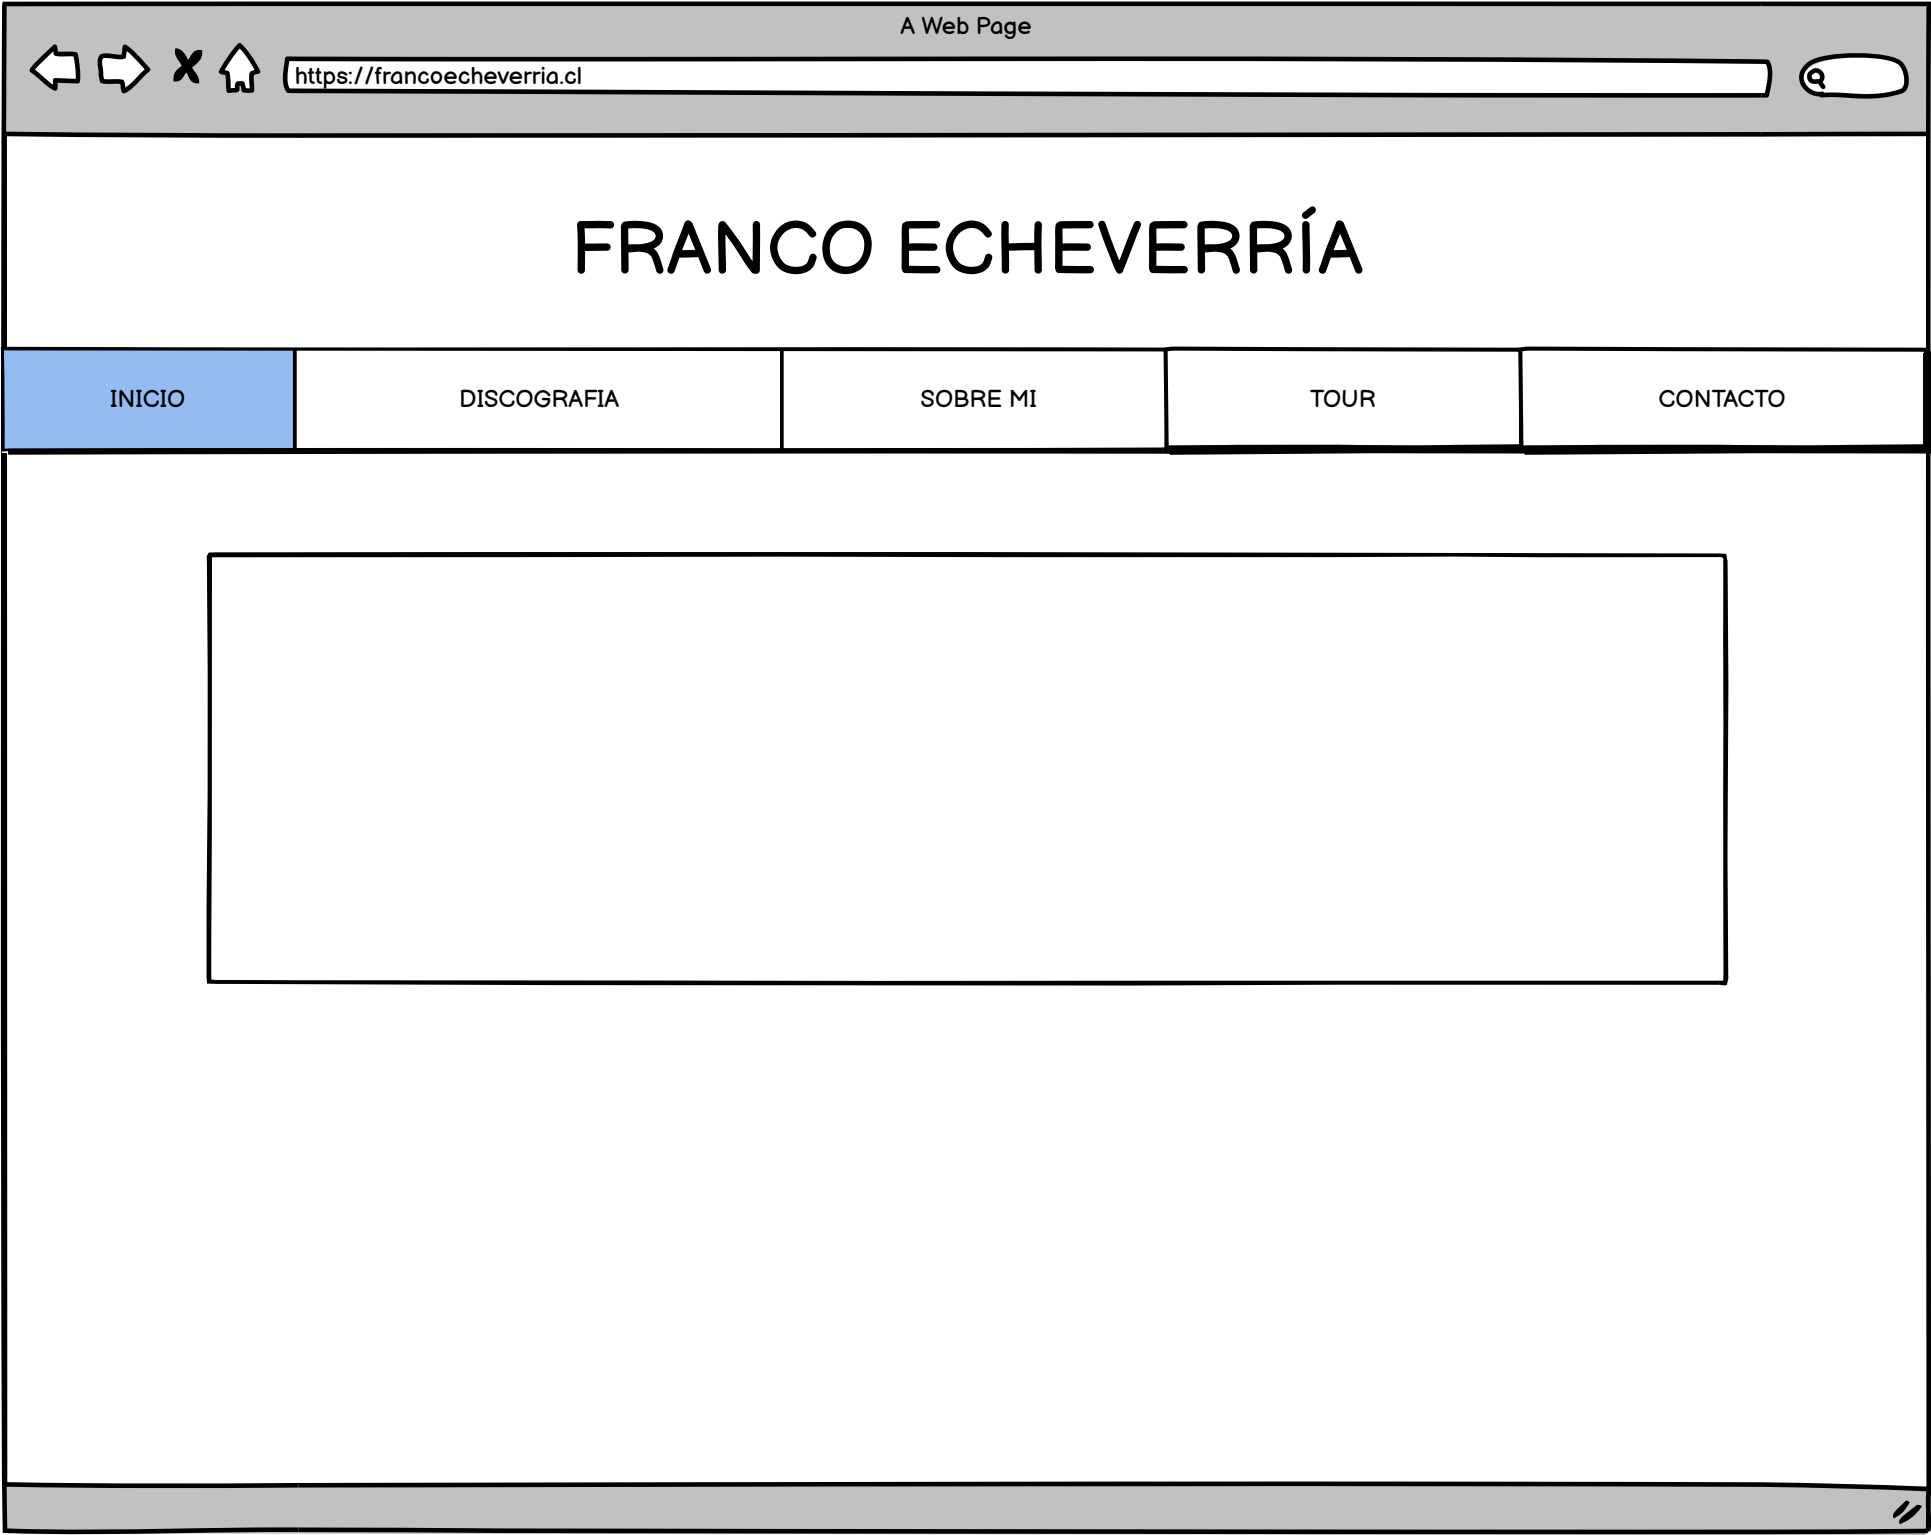 A Web Page
https://francoecheverria.cl
FRANCO ECHEVERRÍA
INICIO DISCOGRAFIA SOBRE MI TOUR CONTACTO